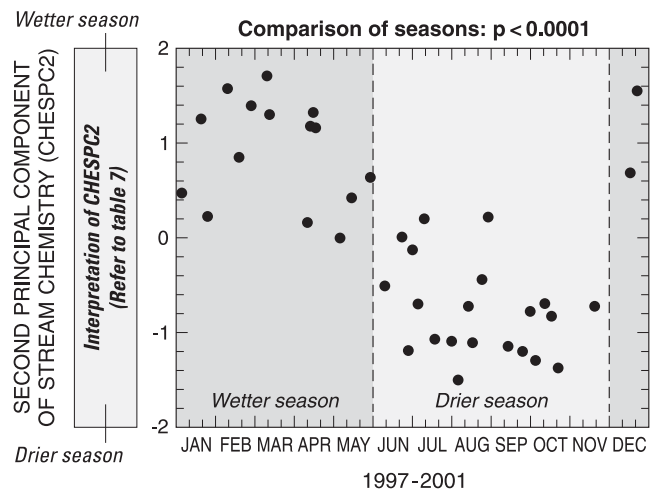 Wetter season
Comparison of seasons: p < 0.0001
SECOND PRINCIPAL COMPONENT
OF STREAM CHEMISTRY (CHESPC2)
Interpretation of CHESPC2
(Refer to table 7)
2
1
0
-1
-2
Wetter season
Drier season
Drier season
JAN FEB MAR APR MAY JUN JUL AUG SEP OCT NOV DEC
1997-2001